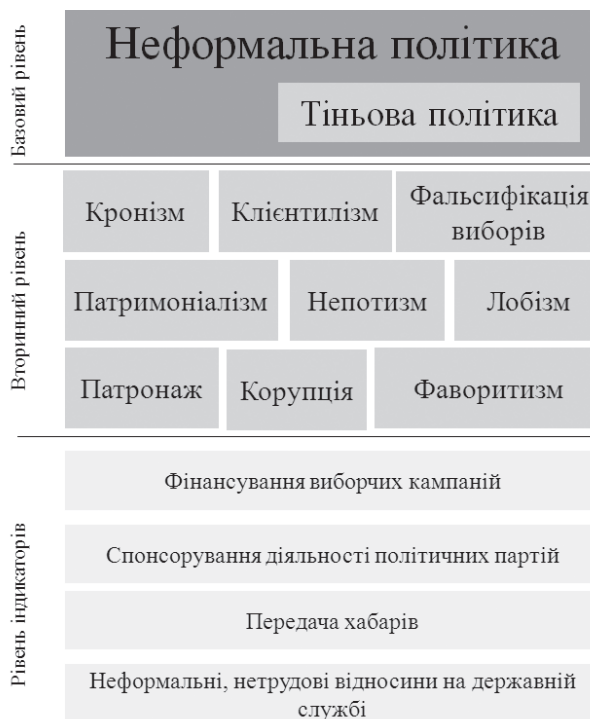 Базовий рівень
Неформальна політика
Тіньова політика
Вторинний рівень
Кронізм
Клієнтилізм
Фальсифікація
виборів
Патримоніалізм
Непотизм
Лобізм
Патронаж
Корупція
Фаворитизм
Рівень індикаторів
Фінансування виборчих кампаній
Спонсорування діяльності політичних партій
Передача хабарів
Неформальні, нетрудові відносини на державній
службі